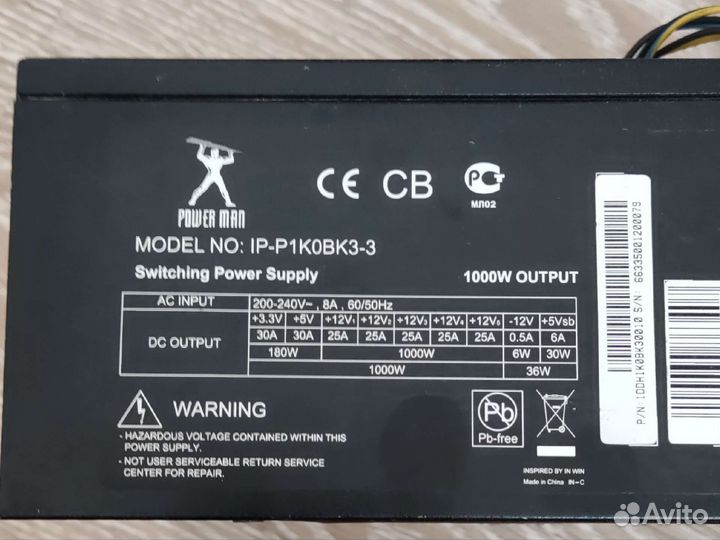 POWER MAN
CE CB PCT
МЛ02
MODEL NO: IP-P1K0BK3-3
Switching Power Supply 1000W OUTPUT
AC INPUT 200-240V~ , 8A , 60/50Hz
DC OUTPUT +3.3V +5V +12V₁ +12V₂ +12V₃ +12V₄ +12V₅ -12V +5Vsb
30A 30A 25A 25A 25A 25A 25A 0.5A 6A
180W 1000W 6W 30W
1000W 36W
WARNING
- HAZARDOUS VOLTAGE CONTAINED WITHIN THIS
POWER SUPPLY.
- NOT USER SERVICEABLE RETURN SERVICE
CENTER FOR REPAIR.
Pb
Pb-free
INSPIRED BY IN WIN
Made in China IN-C
P/N: 1DDH1K0BK30010 S/N: 66335001200079
Avito